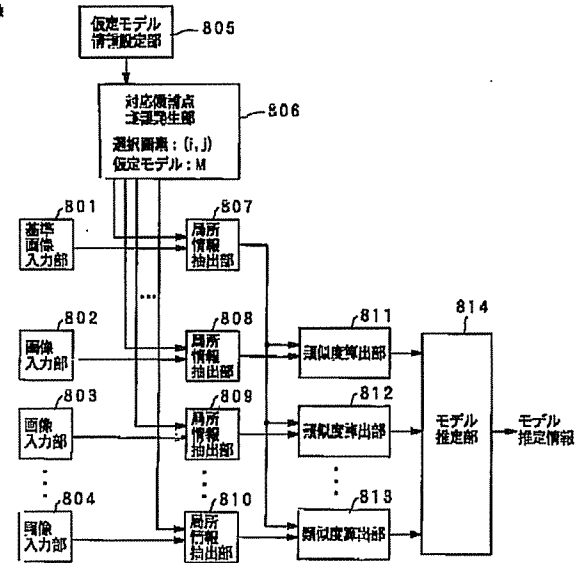 仮定モデル
情報設定部
805
対応候補点
座標発生部
806
選択画素：(i,j)
仮定モデル：M
801
基準
画像
入力部
807
局所
情報
抽出部
802
画像
入力部
808
局所
情報
抽出部
811
類似度算出部
814
803
画像
入力部
809
局所
情報
抽出部
812
類似度算出部
モデル
推定部
モデル
推定情報
804
画像
入力部
810
局所
情報
抽出部
813
類似度算出部